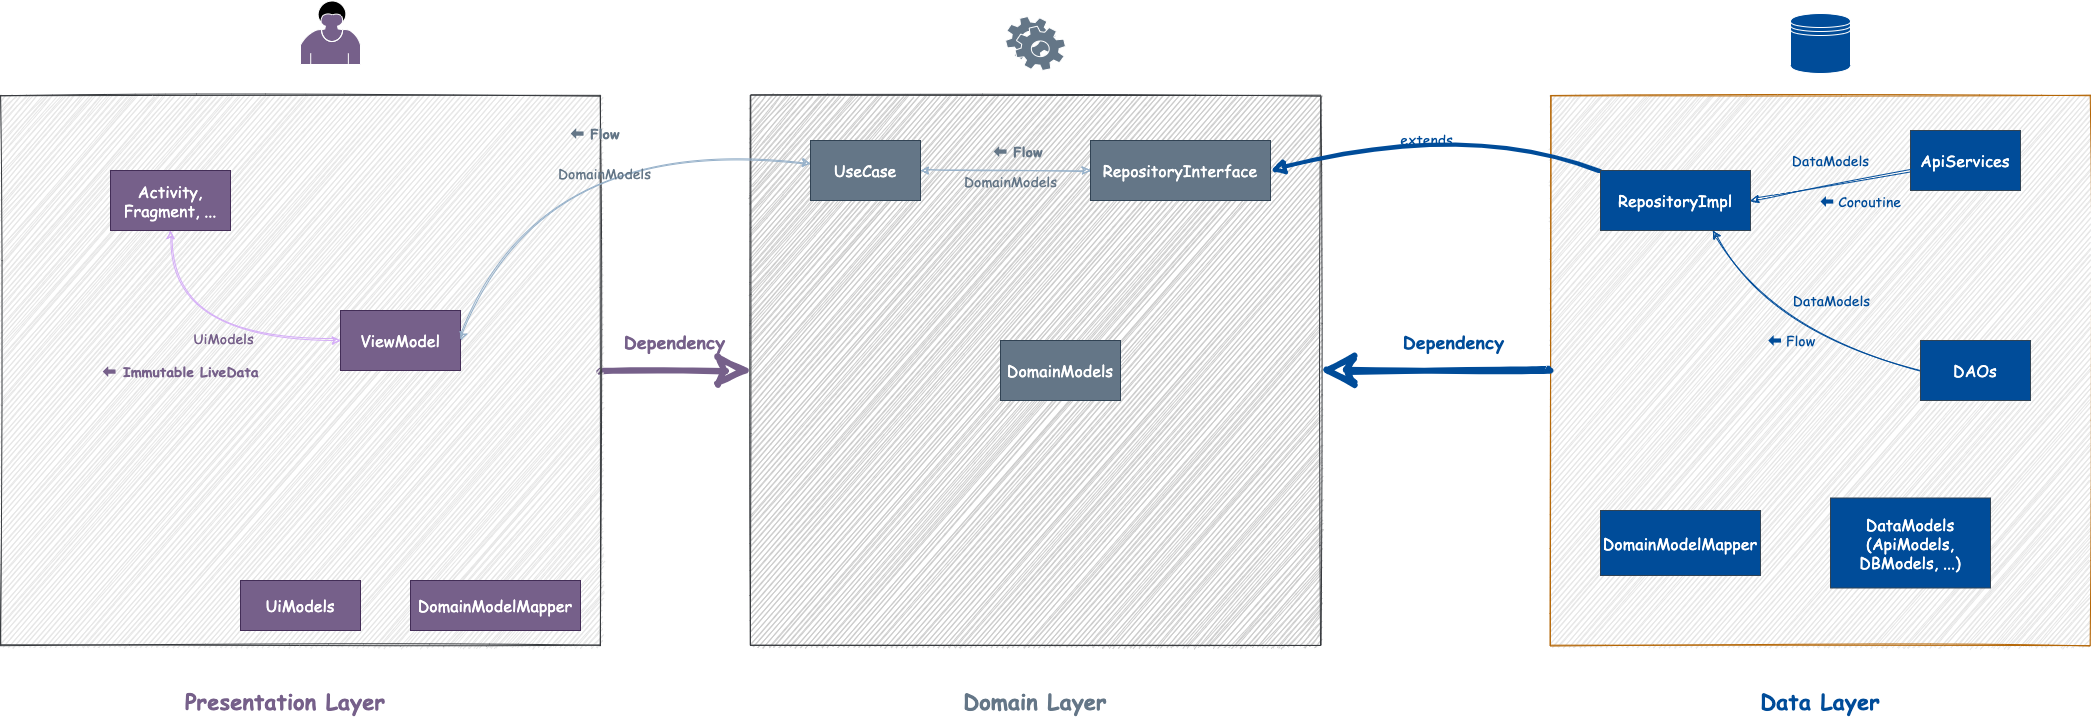 Activity,
Fragment, ...
UiModels
⬅ Immutable LiveData
ViewModel
UiModels
DomainModelMapper
Presentation Layer
⬅ Flow
DomainModels
Dependency
UseCase
⬅ Flow
DomainModels
RepositoryInterface
DomainModels
Domain Layer
extends
Dependency
RepositoryImpl
DataModels
⬅ Coroutine
ApiServices
DataModels
⬅ Flow
DAOs
DomainModelMapper
DataModels
(ApiModels,
DBModels, ...)
Data Layer